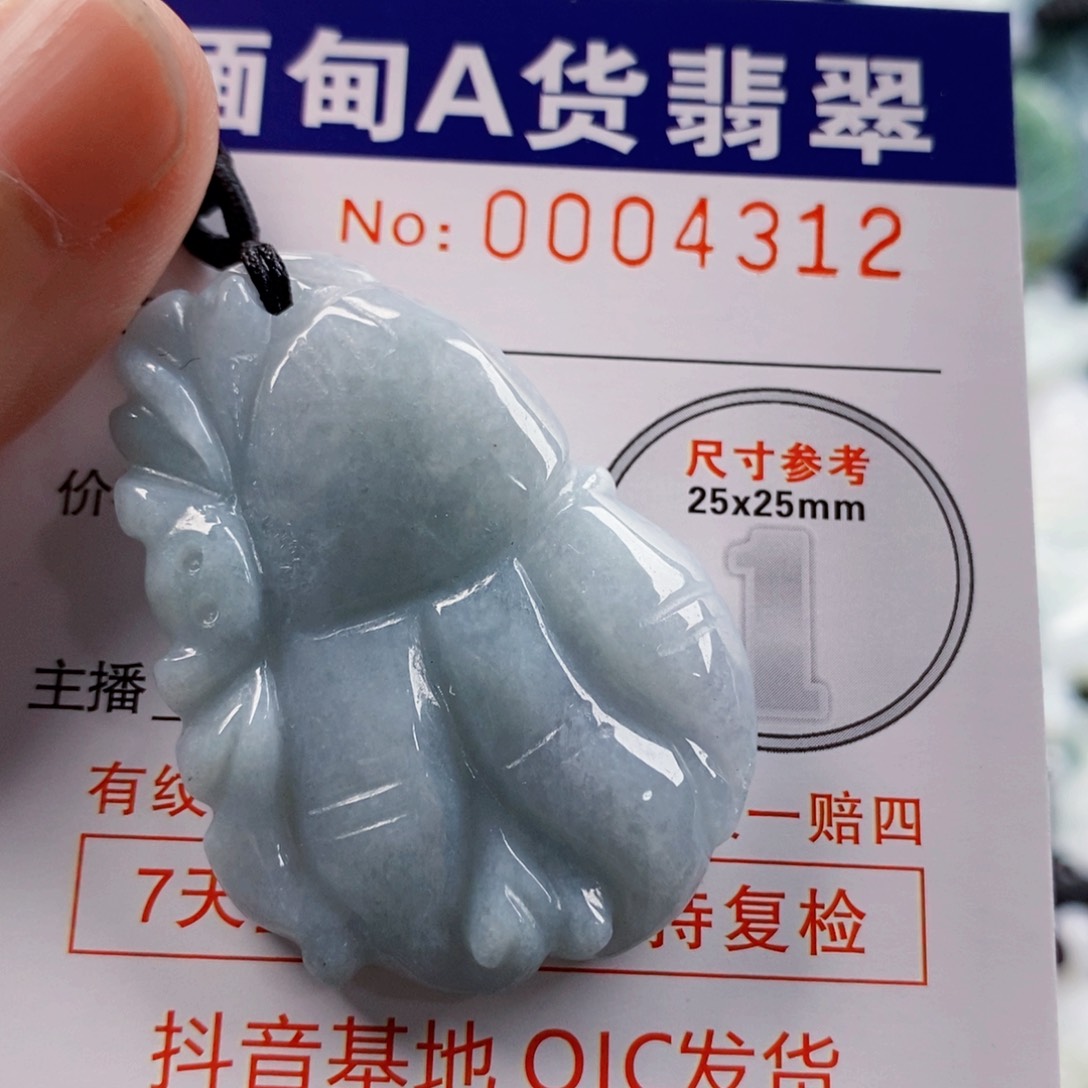 缅甸A货翡翠
No: 0004312
尺寸参考
25x25mm
1
价
主播
有纹 一赔四
7天 持复检
抖音基地 QIC发货